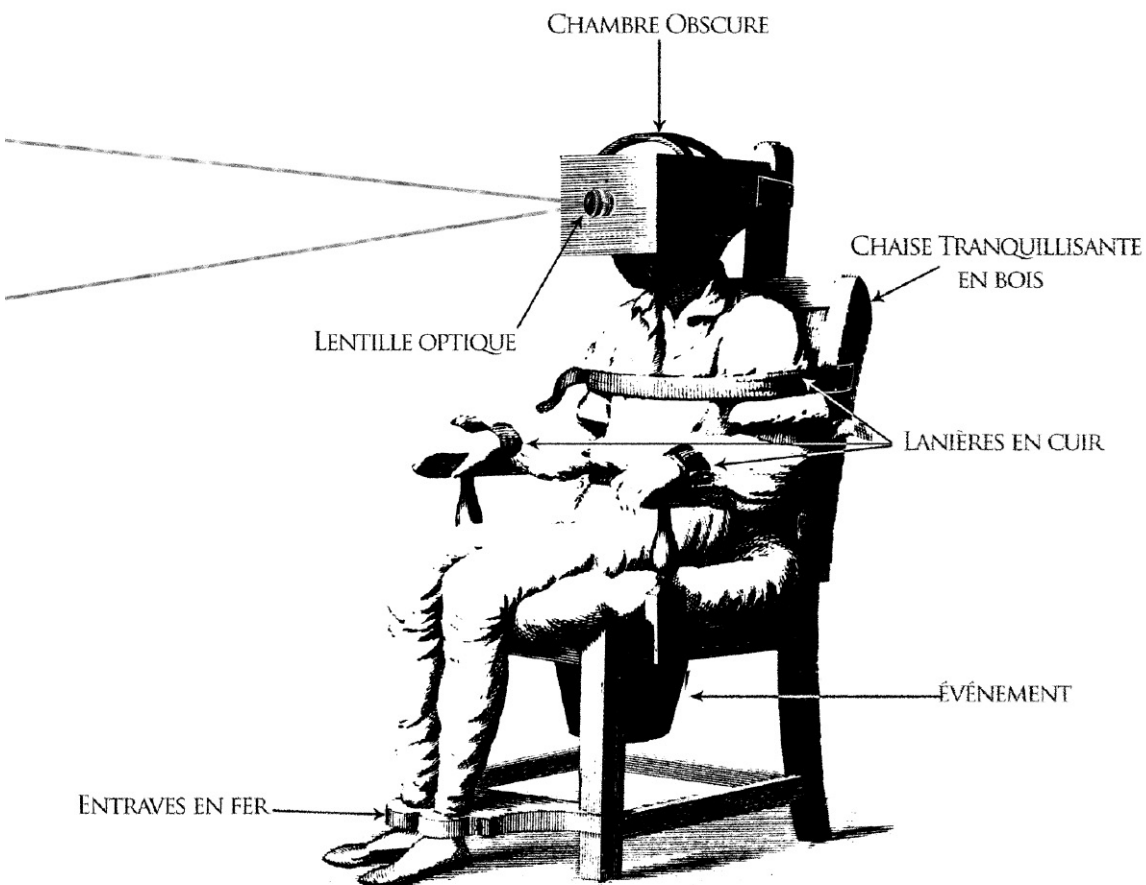 CHAMBRE OBSCURE
CHAISE TRANQUILLISANTE
EN BOIS
LENTILLE OPTIQUE
LANIÈRES EN CUIR
ÉVÉNEMENT
ENTRAVES EN FER